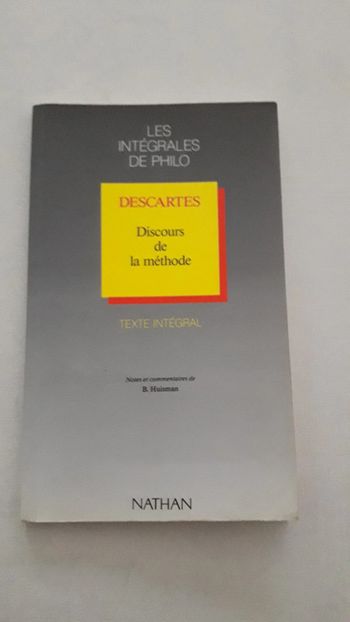 LES
INTÉGRALES
DE PHILO
DESCARTES
Discours
de
la méthode
TEXTE INTÉGRAL
Notes et commentaires de
B. Huisman
NATHAN